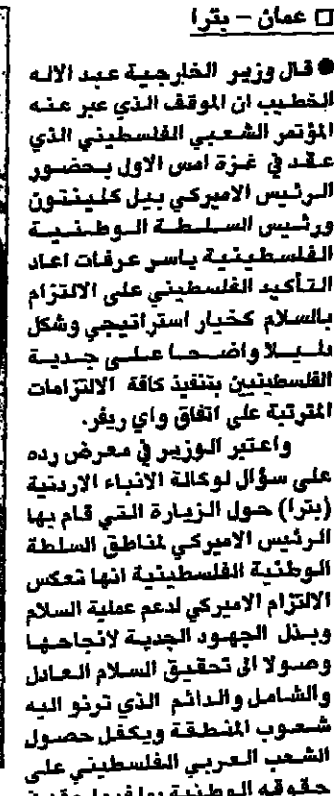 □ عمان – بترا
● قال وزير الخارجية عبد الاله
الخطيب ان الموقف الذي عبر عنه
المؤتمر الشعبي الفلسطيني الذي
عقد في غزة امس الاول بحضور
الرئيس الاميركي بيل كلينتون
ورئيس السلطة الوطنية
الفلسطينية ياسر عرفات اعاد
التأكيد الفلسطيني على الالتزام
بالسلام كخيار استراتيجي وشكل
دليلا واضحا على جدية
الفلسطينيين بتنفيذ كافة الالتزامات
المترتبة على اتفاق واي ريفر.
واعتبر الوزير في معرض رده
على سؤال لوكالة الانباء الاردنية
(بترا) حول الزيارة التي قام بها
الرئيس الاميركي لمناطق السلطة
الوطنية الفلسطينية انها تعكس
الالتزام الاميركي لدعم عملية السلام
وبذل الجهود الجدية لانجاحها
وصولا الى تحقيق السلام العادل
والشامل والدائم الذي ترنو اليه
شعوب المنطقة ويكفل حصول
الشعب العربي الفلسطيني على
حقوقه الوطنية بما فيها